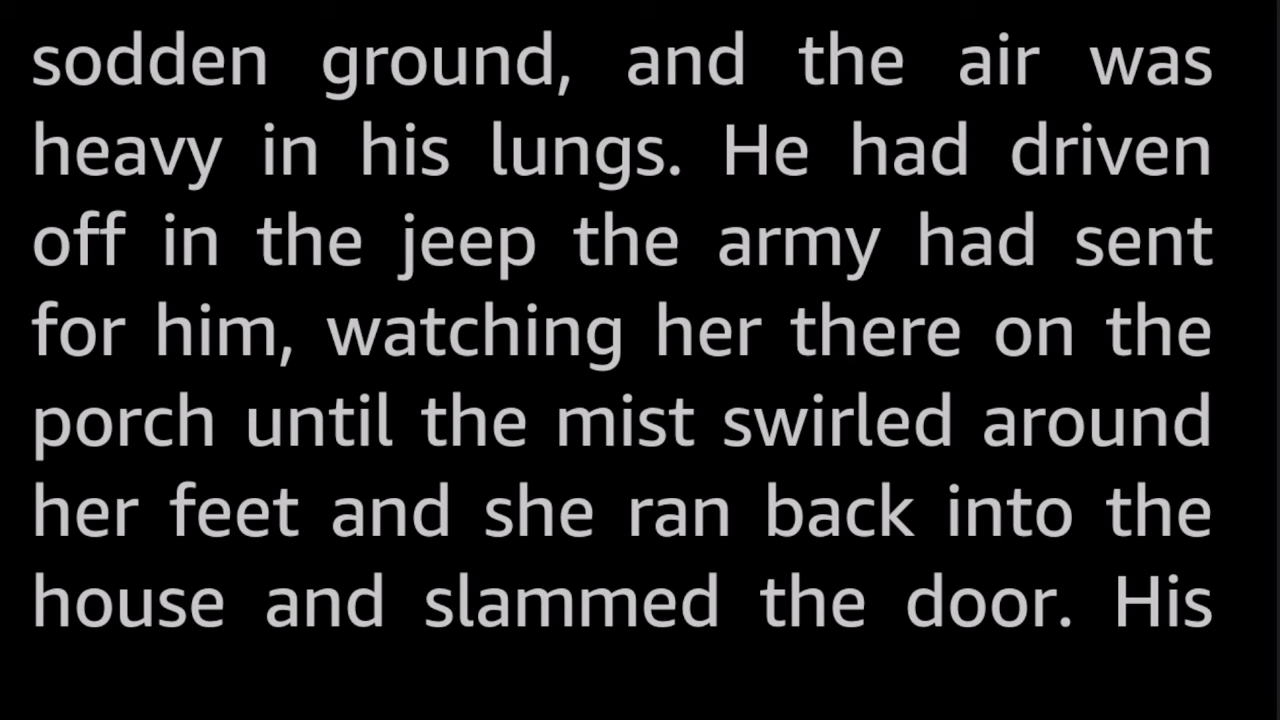 sodden ground, and the air was
heavy in his lungs. He had driven
off in the jeep the army had sent
for him, watching her there on the
porch until the mist swirled around
her feet and she ran back into the
house and slammed the door. His